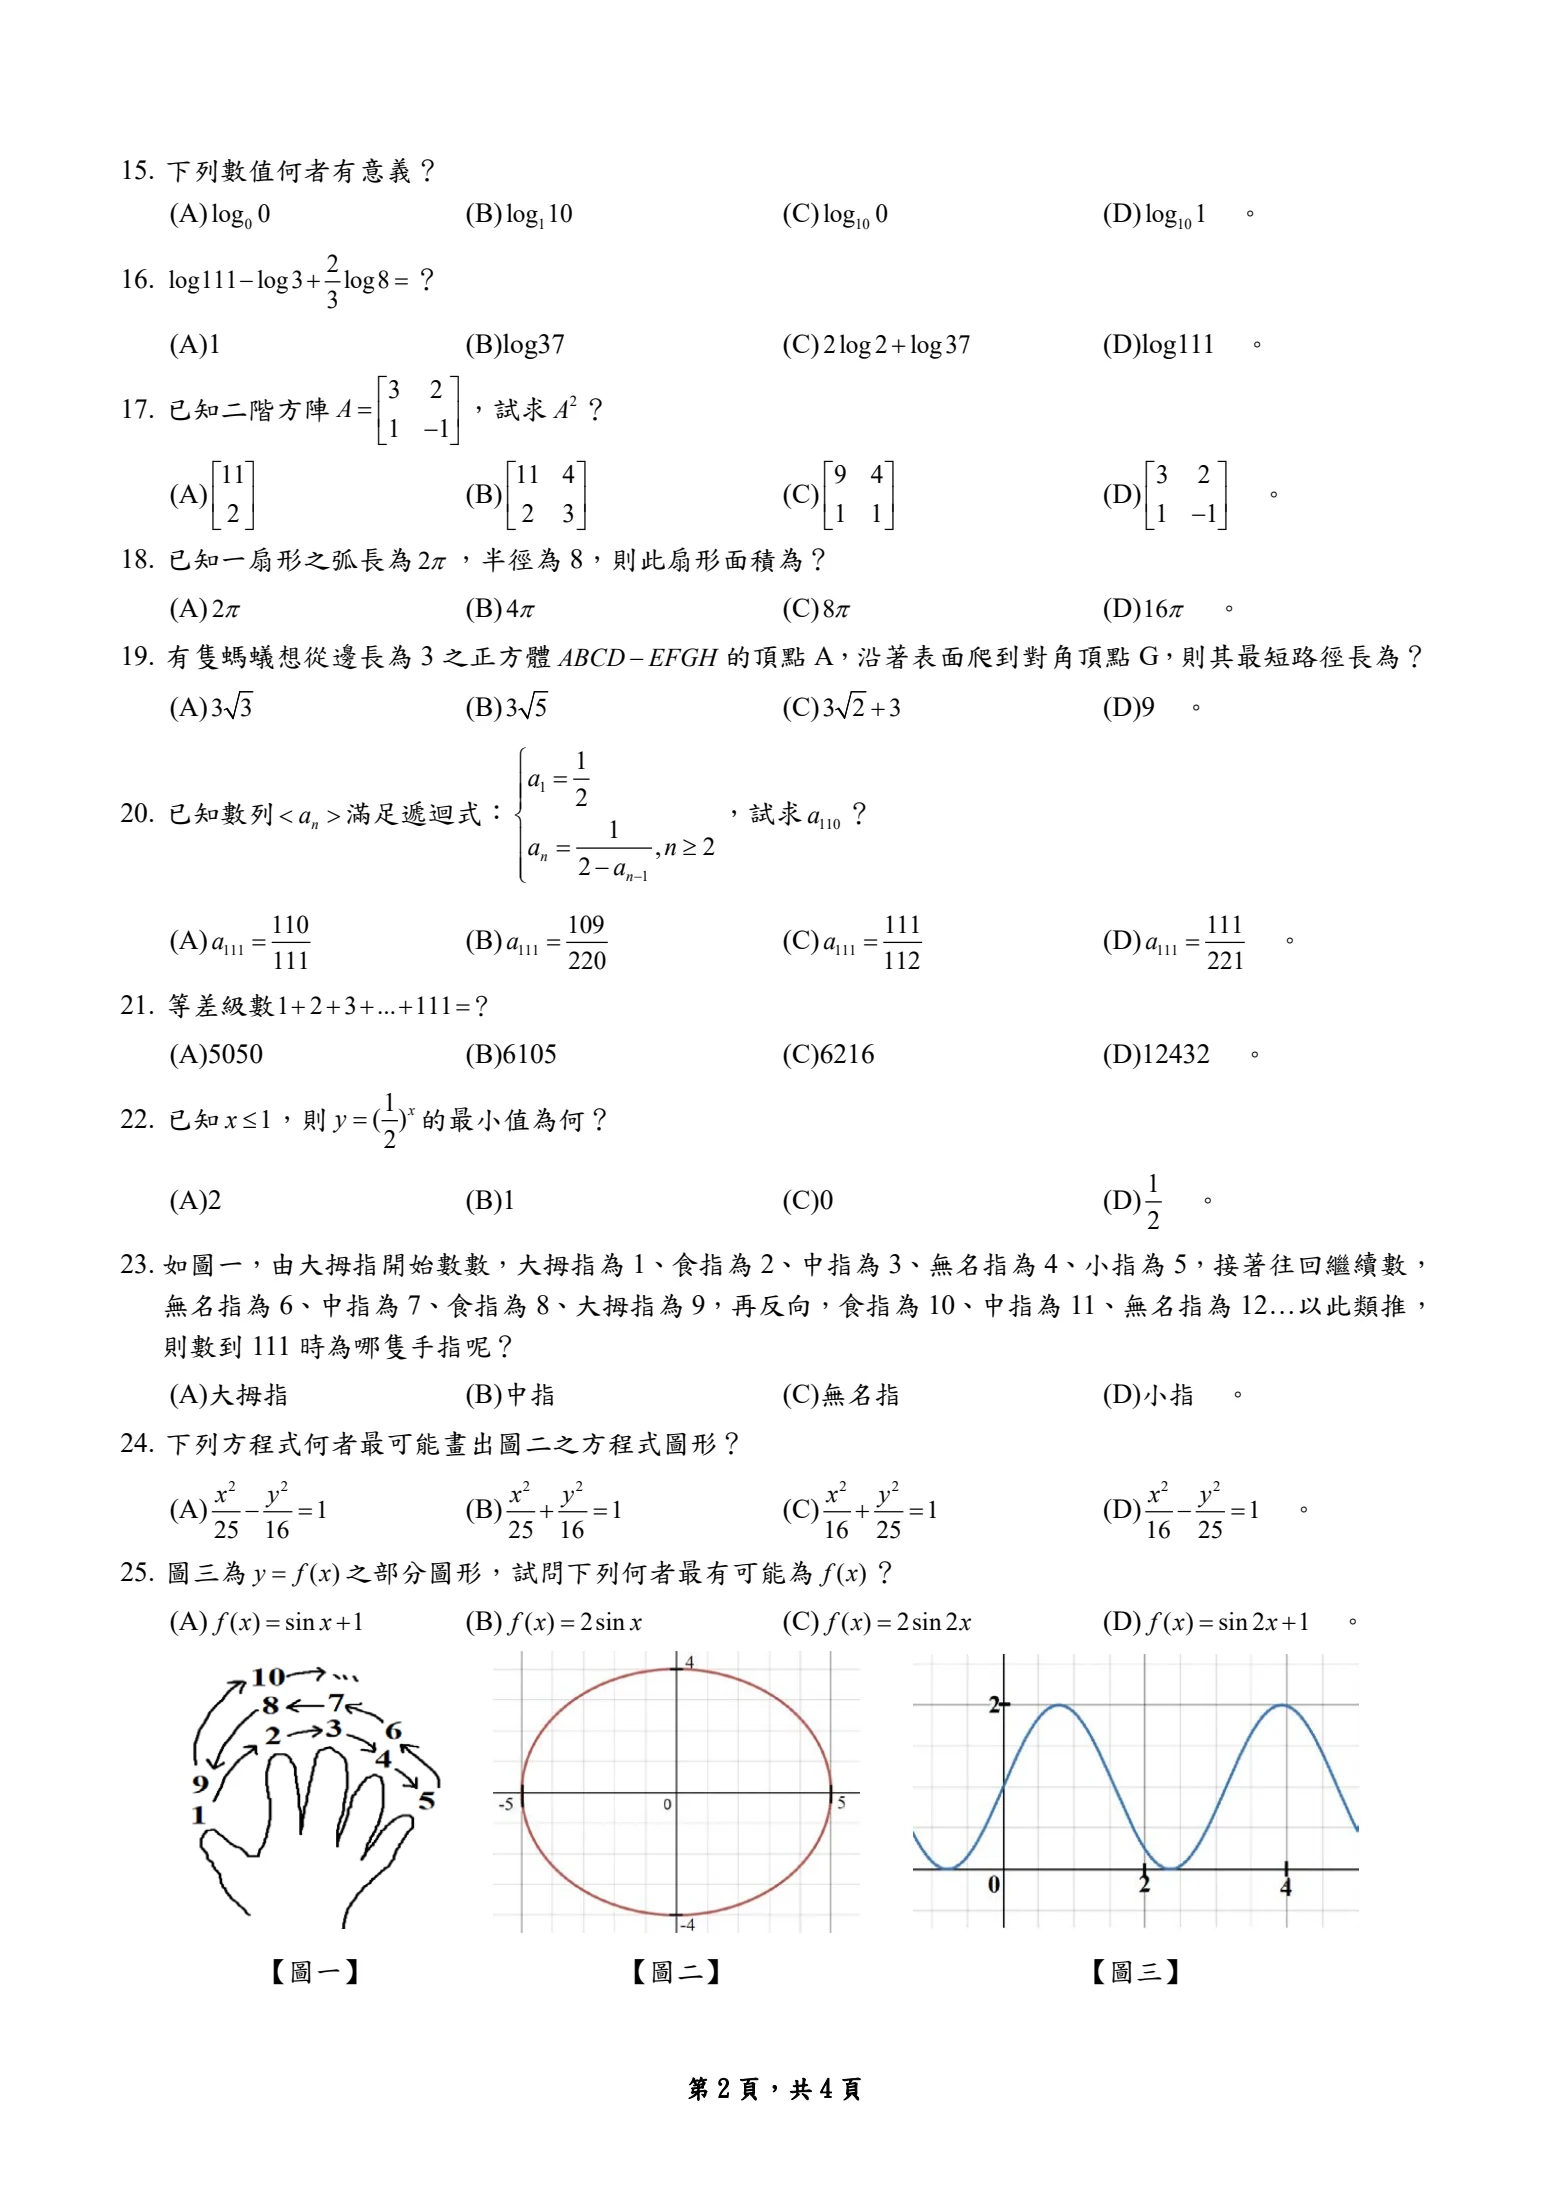 15. 下列數值何者有意義？
(A) log₀ 0 (B) log₁ 10 (C) log₁₀ 0 (D) log₁₀ 1 。
16. log111 − log3 + 2/3 log8 = ？
(A)1 (B)log37 (C) 2log2 + log37 (D)log111 。
17. 已知二階方陣 A = [3 2; 1 −1]，試求 A² ？
(A) [11; 2] (B) [11 4; 2 3] (C) [9 4; 1 1] (D) [3 2; 1 −1] 。
18. 已知一扇形之弧長為 2π ，半徑為 8，則此扇形面積為？
(A) 2π (B) 4π (C) 8π (D) 16π 。
19. 有隻螞蟻想從邊長為 3 之正方體 ABCD − EFGH 的頂點 A，沿著表面爬到對角頂點 G，則其最短路徑長為？
(A) 3√3 (B) 3√5 (C) 3√2 + 3 (D)9 。
20. 已知數列 < aₙ > 滿足遞迴式： { a₁ = 1/2 ; aₙ = 1/(2 − aₙ₋₁) , n ≥ 2 ，試求 a₁₁₀ ？
(A) a₁₁₁ = 110/111 (B) a₁₁₁ = 109/220 (C) a₁₁₁ = 111/112 (D) a₁₁₁ = 111/221 。
21. 等差級數 1+ 2 + 3 + ... + 111 = ?
(A)5050 (B)6105 (C)6216 (D)12432 。
22. 已知 x ≤ 1，則 y = (1/2)ˣ 的最小值為何？
(A)2 (B)1 (C)0 (D) 1/2 。
23. 如圖一，由大拇指開始數數，大拇指為 1、食指為 2、中指為 3、無名指為 4、小指為 5，接著往回繼續數，
無名指為 6、中指為 7、食指為 8、大拇指為 9，再反向，食指為 10、中指為 11、無名指為 12…以此類推，
則數到 111 時為哪隻手指呢？
(A)大拇指 (B)中指 (C)無名指 (D)小指 。
24. 下列方程式何者最可能畫出圖二之方程式圖形？
(A) x²/25 − y²/16 = 1 (B) x²/25 + y²/16 = 1 (C) x²/16 + y²/25 = 1 (D) x²/16 − y²/25 = 1 。
25. 圖三為 y = f(x) 之部分圖形，試問下列何者最有可能為 f(x)？
(A) f(x) = sin x +1 (B) f(x) = 2sin x (C) f(x) = 2sin 2x (D) f(x) = sin 2x +1 。
10 ...
8 7
2 3 6
4
9 5
1
4
-5 0 5
-4
2
0 2 4
【圖一】 【圖二】 【圖三】
第 2 頁，共 4 頁